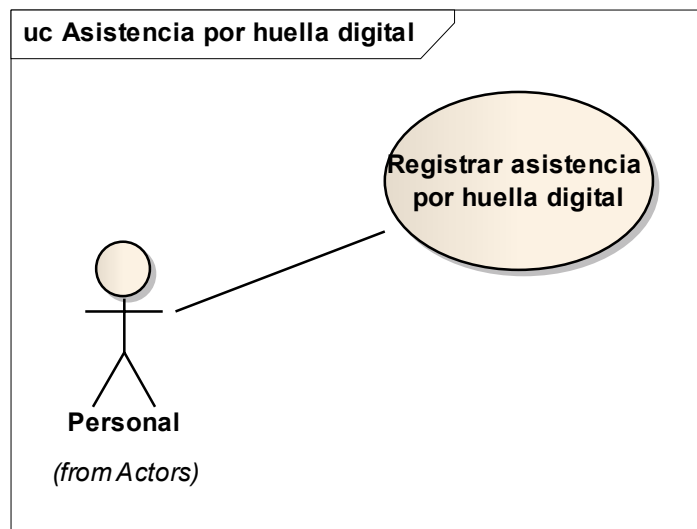 uc Asistencia por huella digital
Registrar asistencia
por huella digital
Personal
(from Actors)